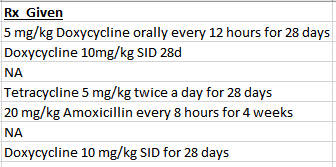 Rx Given
5 mg/kg Doxycycline orally every 12 hours for 28 days
Doxycycline 10mg/kg SID 28d
NA
Tetracycline 5 mg/kg twice a day for 28 days
20 mg/kg Amoxicillin every 8 hours for 4 weeks
NA
Doxycycline 10 mg/kg SID for 28 days